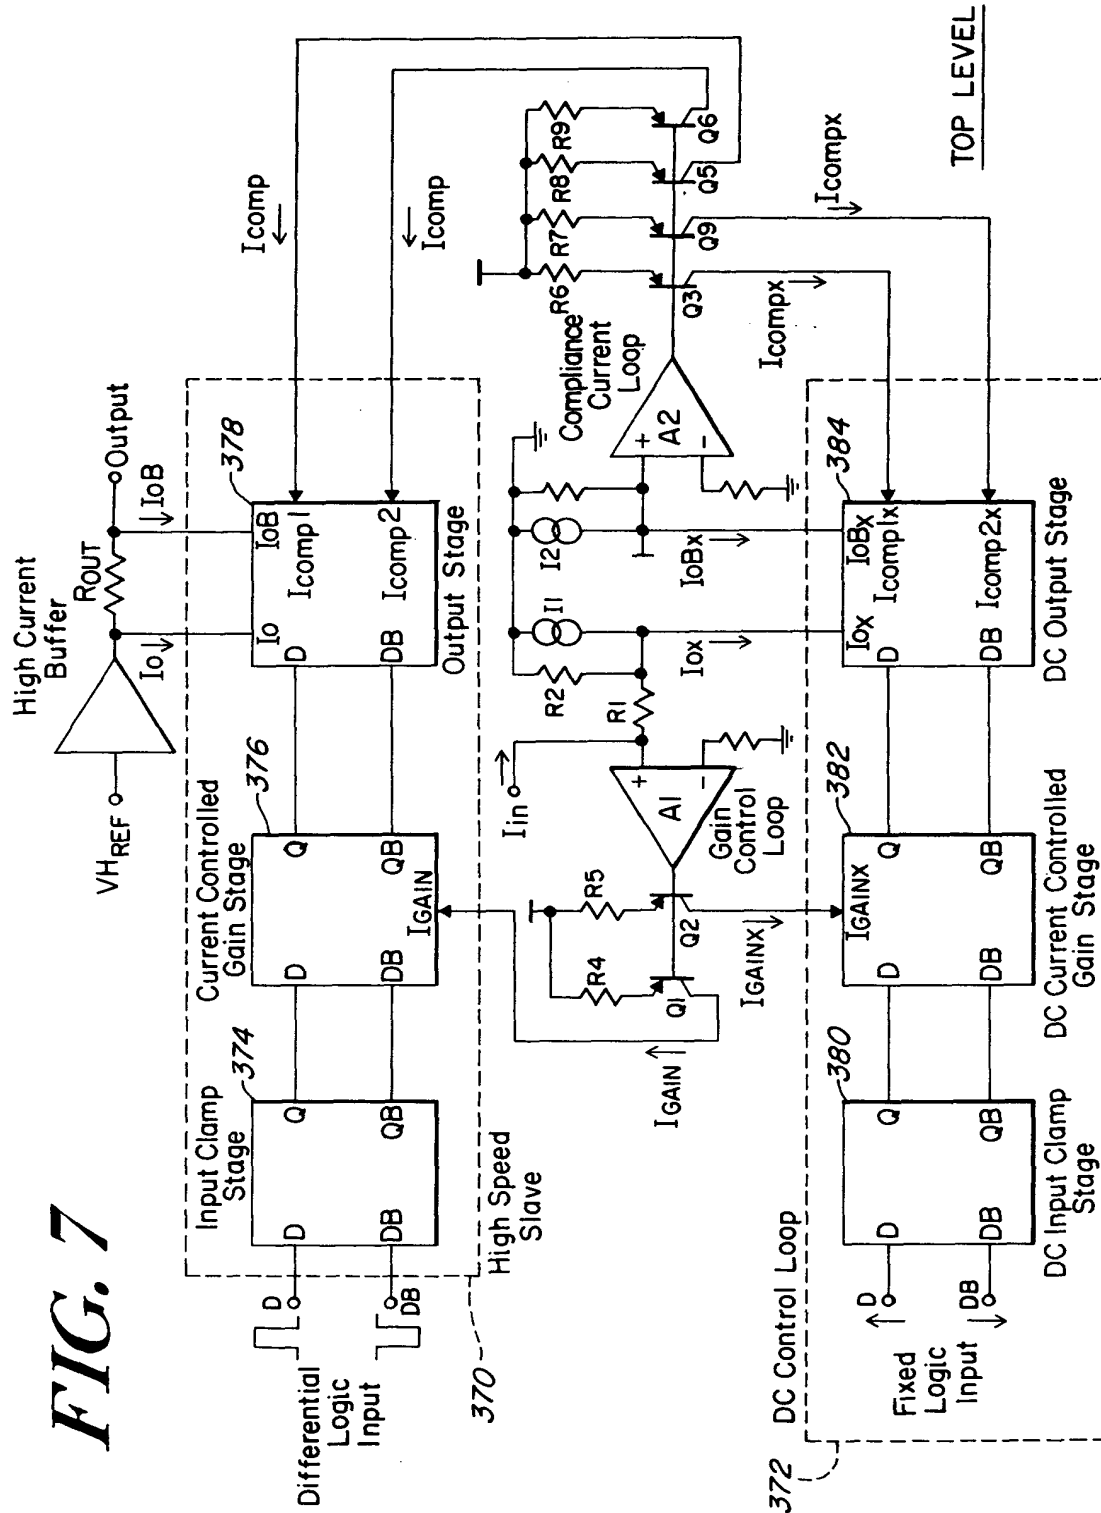 FIG. 7
TOP LEVEL
High Current
Buffer
VHREF
ROUT
Output
Io
IoB
Icomp
Icomp
Input Clamp
Stage
374
D
Q
DB
QB
Current Controlled
Gain Stage
376
D
Q
DB
QB
IGAIN
378
Io
IoB
D
Icomp1
DB
Icomp2
Output Stage
D
DB
Differential
Logic
Input
High Speed
Slave
370
Iin
R2
I1
I2
R1
R4
R5
+
-
A1
Gain
Control
Loop
Q1
Q2
IGAIN
IGAINX
Iox
IoBx
Compliance
Current
Loop
+
-
A2
R6
R7
R8
R9
Q3
Q9
Q5
Q6
Icompx
Icompx
DC Control Loop
372
D
DB
Fixed
Logic
Input
380
D
Q
DB
QB
DC Input Clamp
Stage
382
IGAINX
D
Q
DB
QB
DC Current Controlled
Gain Stage
384
Iox
IoBx
D
Icomp1x
DB
Icomp2x
DC Output Stage